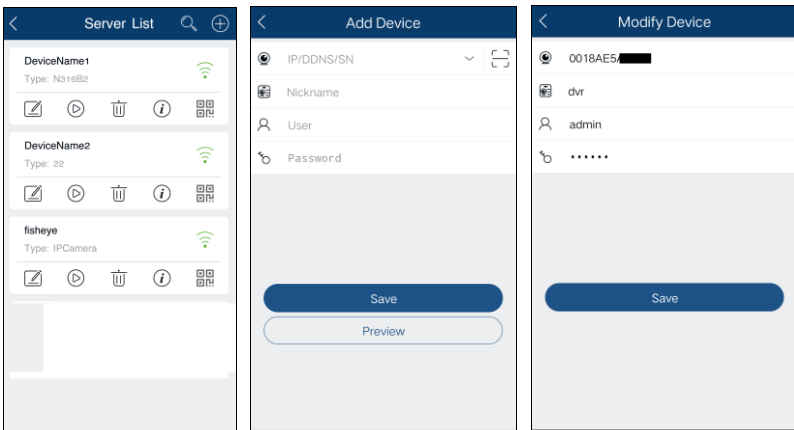 Server List
DeviceName1
Type: N316B2
DeviceName2
Type: 22
fisheye
Type: IPCamera
Add Device
IP/DDNS/SN
Nickname
User
Password
Save
Preview
Modify Device
0018AE5
dvr
admin
••••••
Save